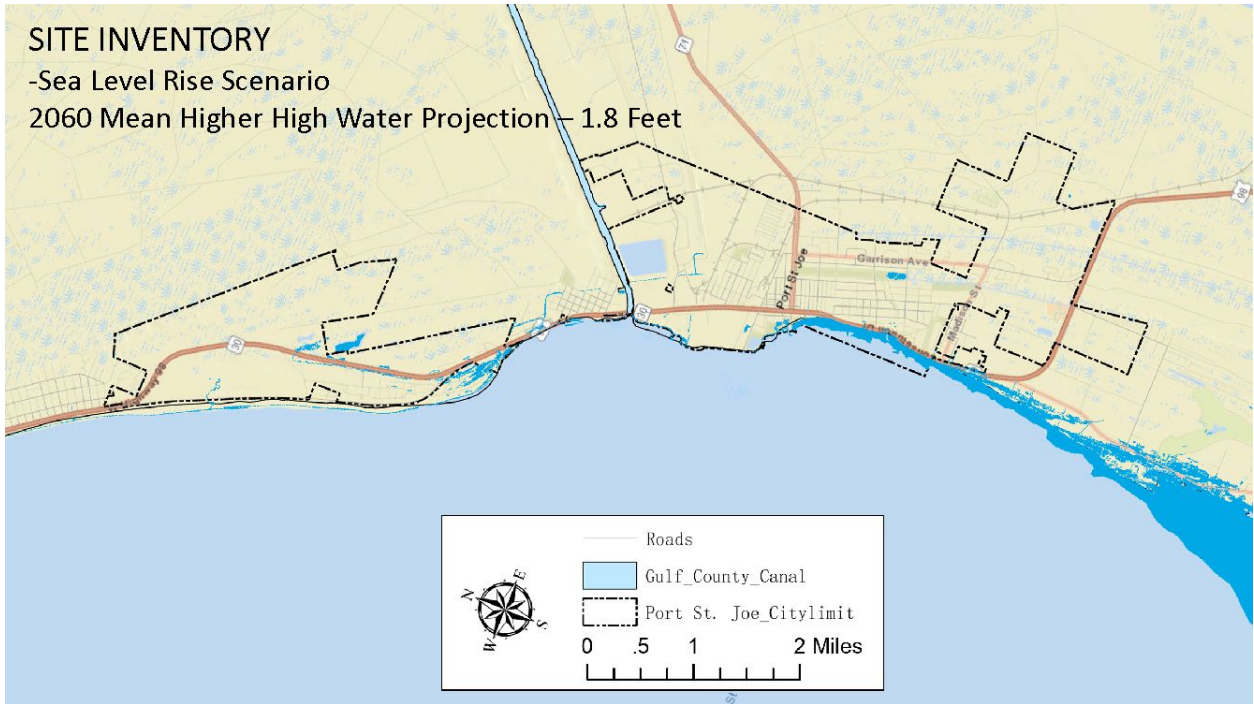 SITE INVENTORY
-Sea Level Rise Scenario
2060 Mean Higher High Water Projection – 1.8 Feet
71
98
Garrison Ave
Port St Joe
30
30
Madison St
Roads
Gulf_County_Canal
Port St. Joe_Citylimit
N
E
S
W
0 .5 1 2 Miles
St